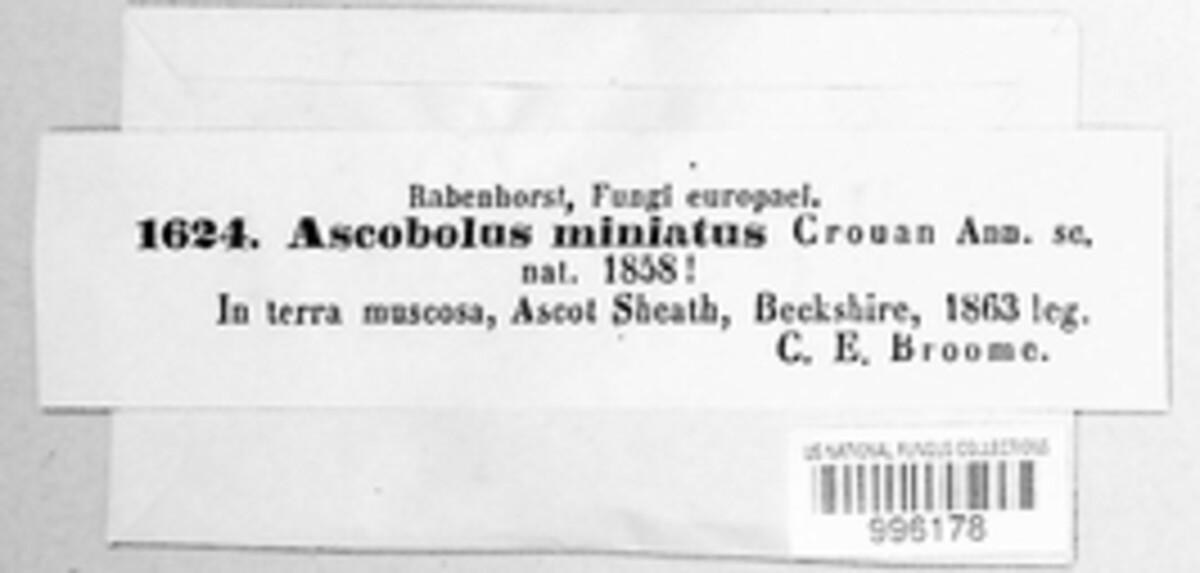 Rabenhorst, Fungi europaei.
1624. Ascobolus miniatus Crouan Ann. sc.
nat. 1858!
In terra muscosa, Ascot Sheath, Beckshire, 1863 leg.
C. E. Broome.
US NATIONAL FUNGUS COLLECTIONS
996178